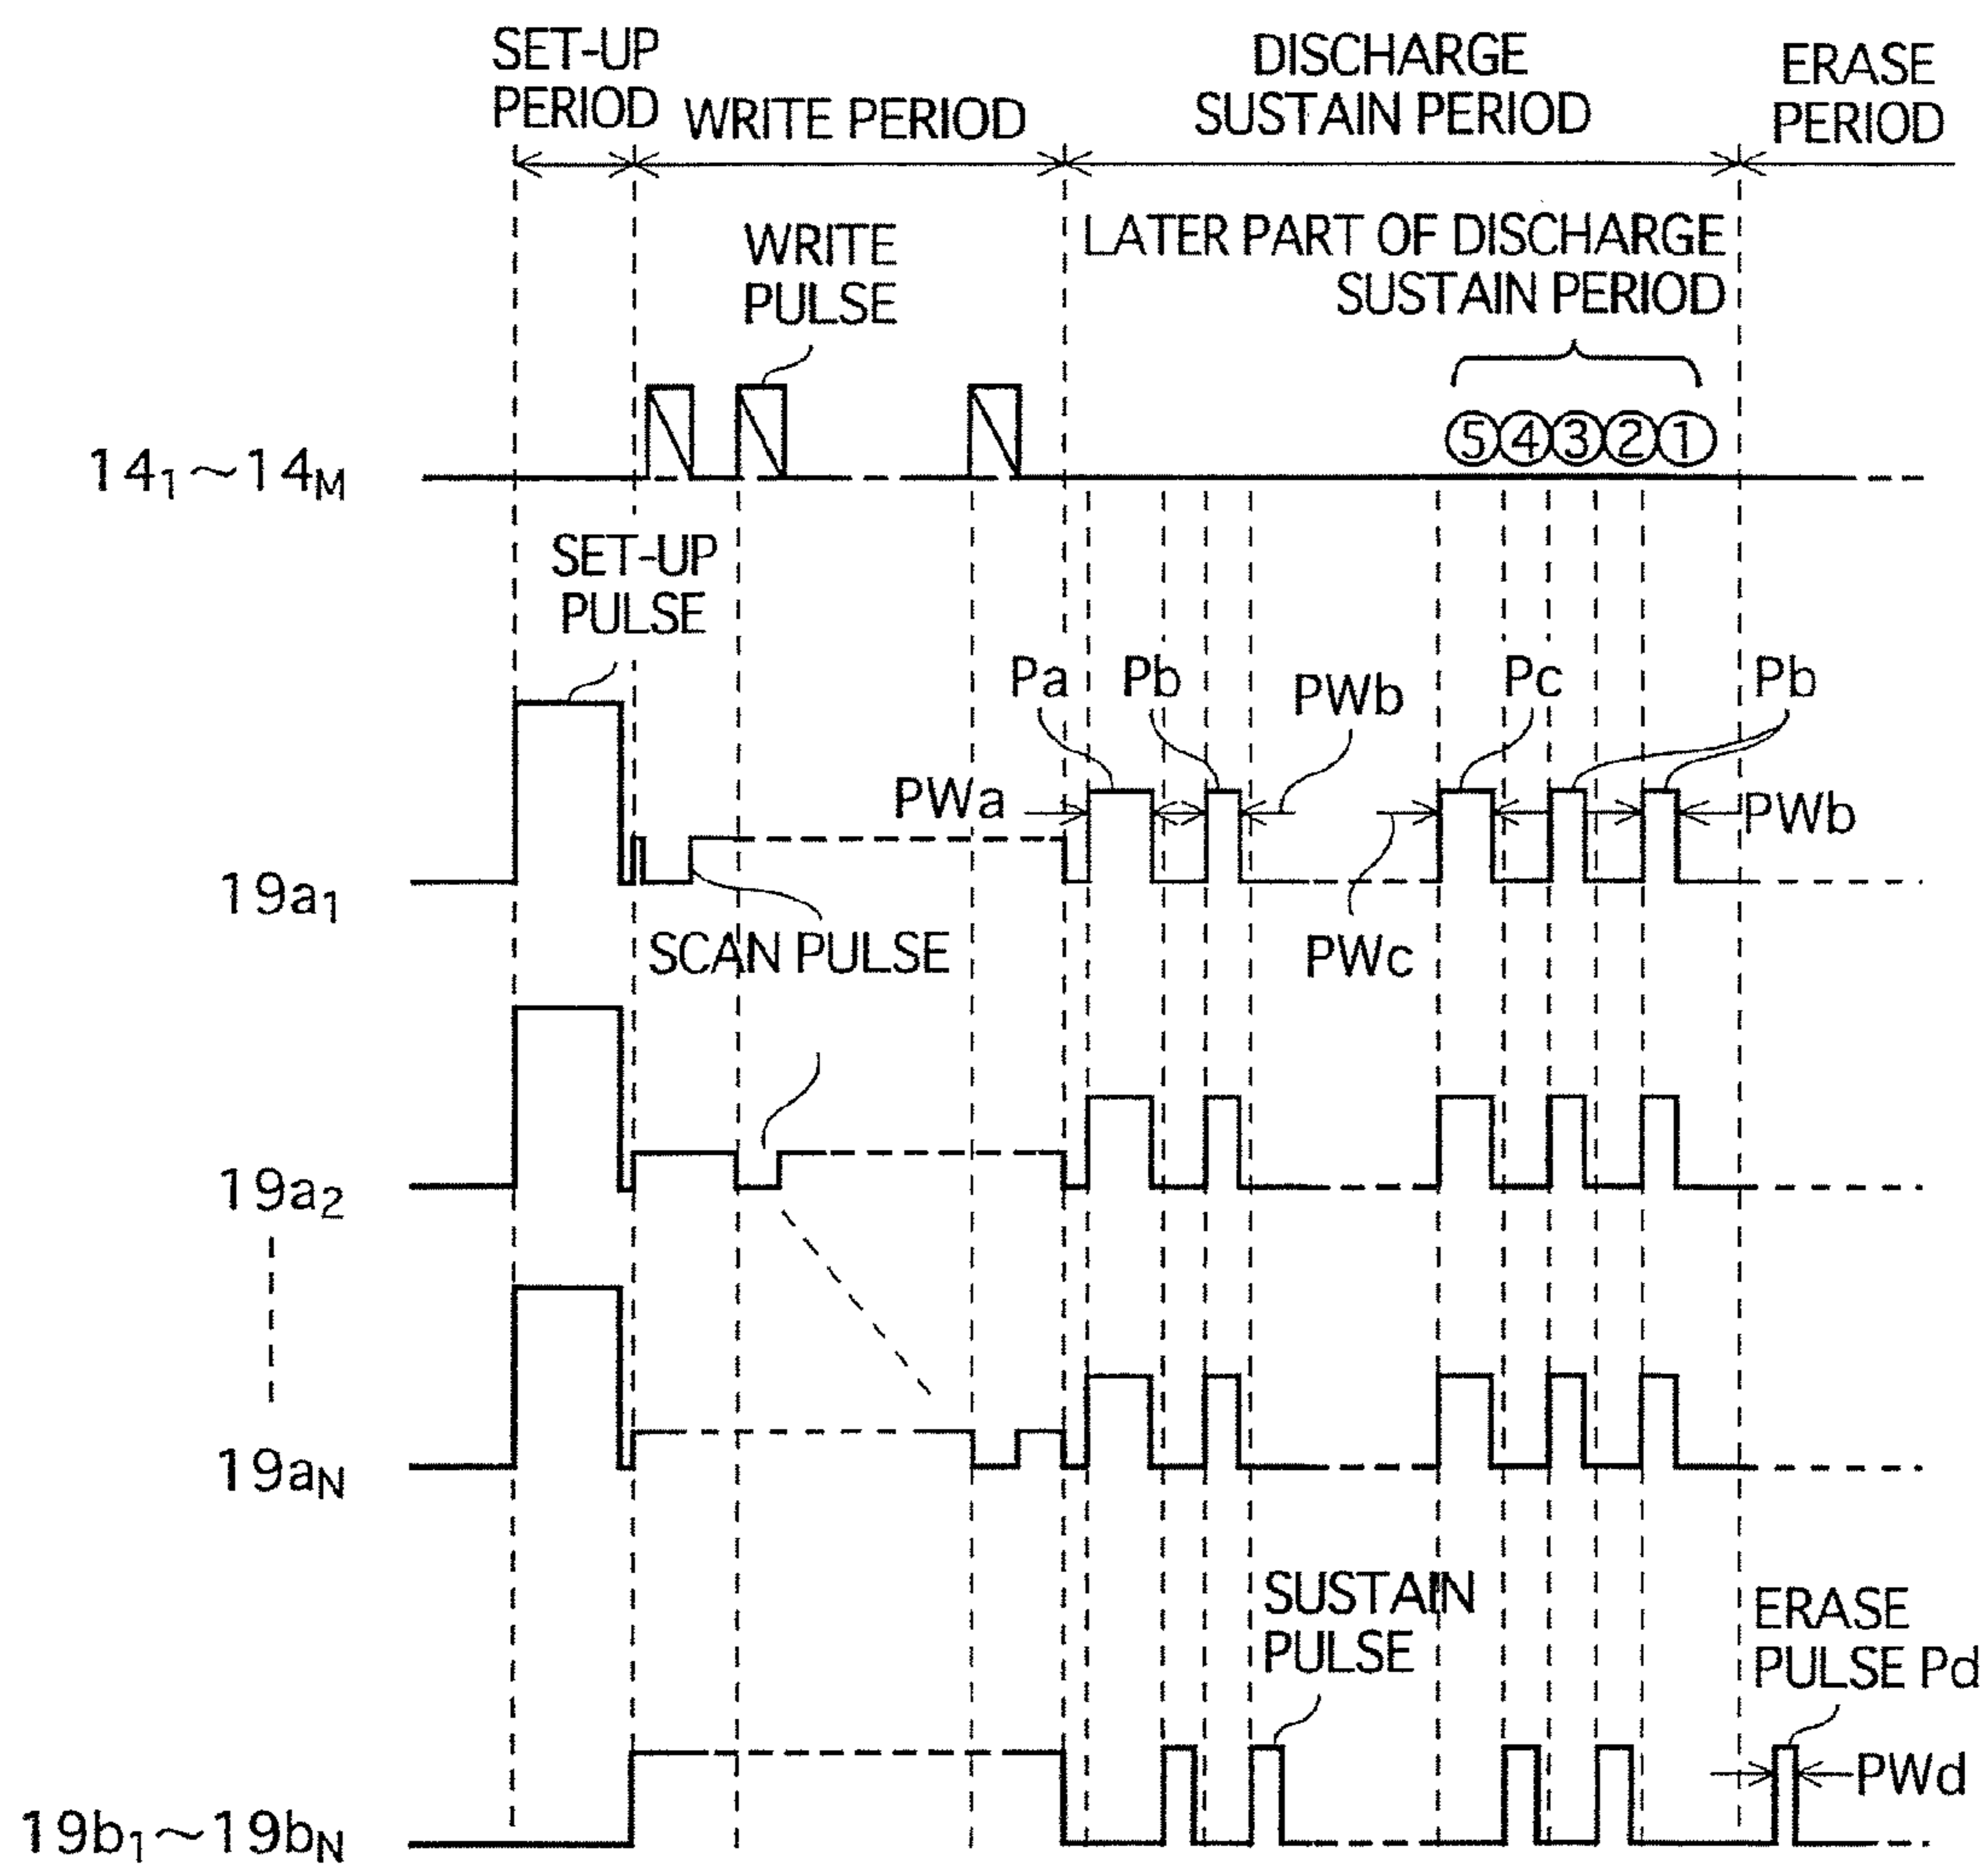 SET-UP
PERIOD
WRITE PERIOD
DISCHARGE
SUSTAIN PERIOD
ERASE
PERIOD
LATER PART OF DISCHARGE
SUSTAIN PERIOD
WRITE
PULSE
⑤④③②①
14₁~14M
SET-UP
PULSE
Pa Pb PWb Pc Pb
PWa PWb
19a₁
SCAN PULSE
PWc
19a₂
19aN
SUSTAIN
PULSE
ERASE
PULSE Pd
PWd
19b₁~19bN